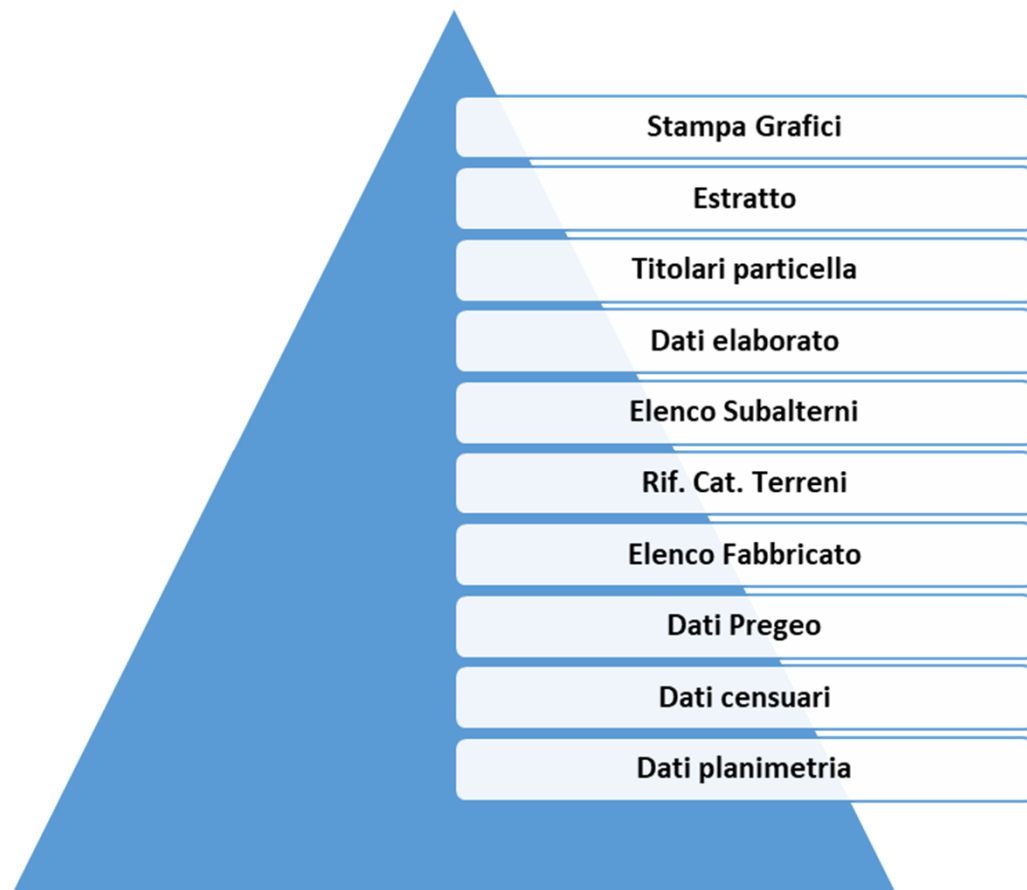 Stampa Grafici
Estratto
Titolari particella
Dati elaborato
Elenco Subalterni
Rif. Cat. Terreni
Elenco Fabbricato
Dati Pregeo
Dati censuari
Dati planimetria